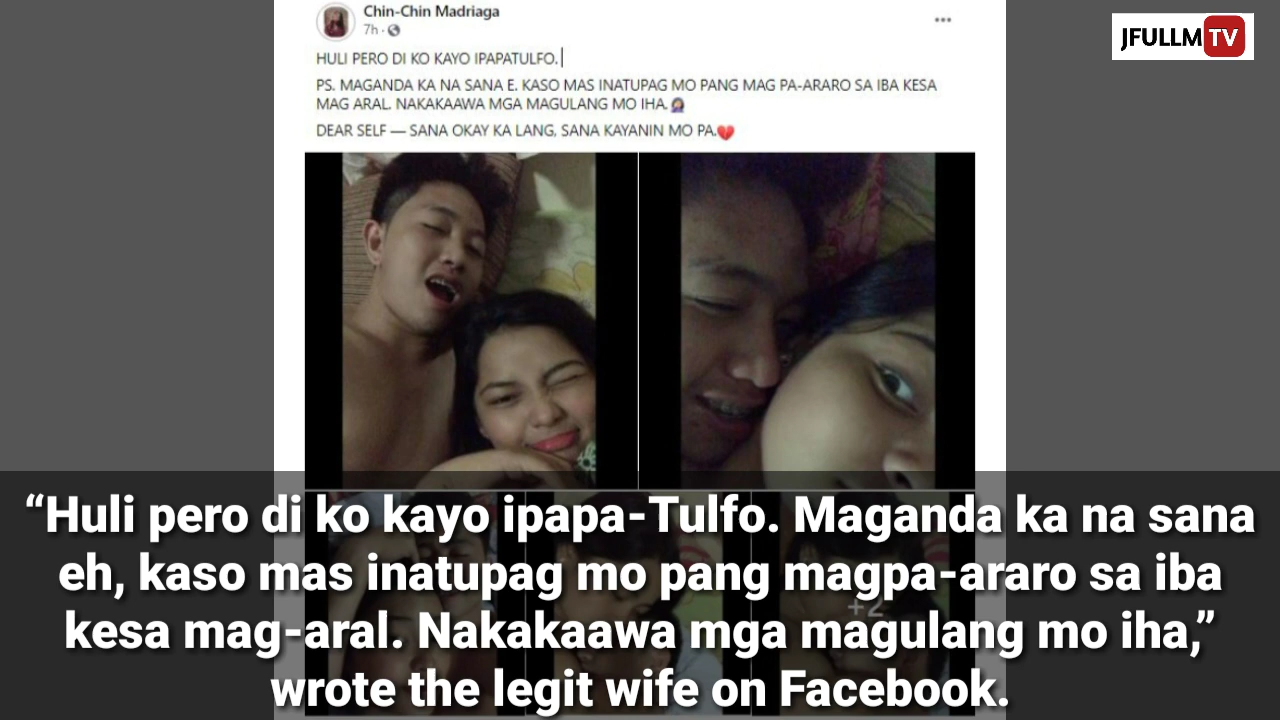 Chin-Chin Madriaga
7h ·
HULI PERO DI KO KAYO IPAPATULFO.
PS. MAGANDA KA NA SANA E. KASO MAS INATUPAG MO PANG MAG PA-ARARO SA IBA KESA
MAG ARAL. NAKAKAAWA MGA MAGULANG MO IHA.🤦🏽‍♀️
DEAR SELF — SANA OKAY KA LANG, SANA KAYANIN MO PA.💔
JFULLM TV
+2
“Huli pero di ko kayo ipapa-Tulfo. Maganda ka na sana
eh, kaso mas inatupag mo pang magpa-araro sa iba
kesa mag-aral. Nakakaawa mga magulang mo iha,”
wrote the legit wife on Facebook.